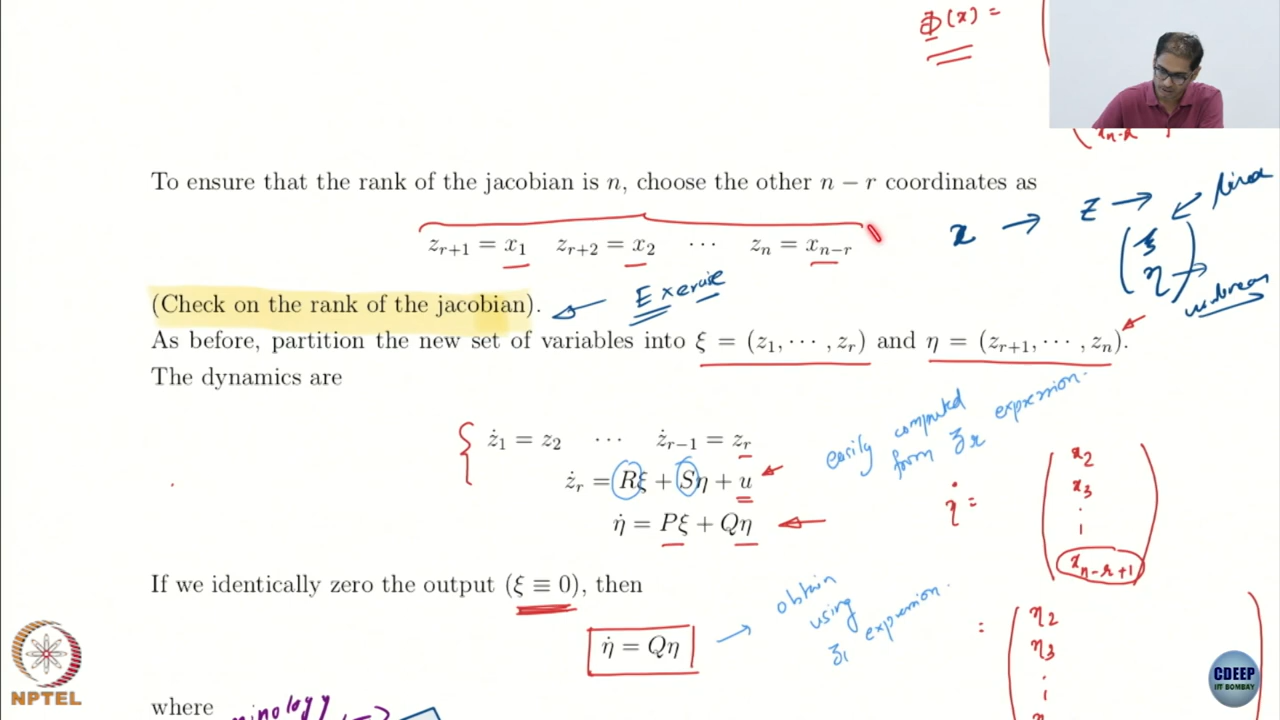 Φ(x) =
x_{n-r}
To ensure that the rank of the jacobian is n, choose the other n − r coordinates as
z_{r+1} = x_1 z_{r+2} = x_2 ⋯ z_n = x_{n−r}
x → z →
ξ
η
(Check on the rank of the jacobian).
Exercise
As before, partition the new set of variables into ξ = (z_1, ⋯ , z_r) and η = (z_{r+1}, ⋯ , z_n).
The dynamics are
ż_1 = z_2 ⋯ ż_{r−1} = z_r
ż_r = Rξ + Sη + u
η̇ = Pξ + Qη
easily computed
from z_r expression.
η̇ =
x_2
x_3
x_{n-r+1}
If we identically zero the output (ξ ≡ 0), then
η̇ = Qη
obtain
using
z_1 expression.
=
η_2
η_3
where
NPTEL
CDEEP
IIT BOMBAY